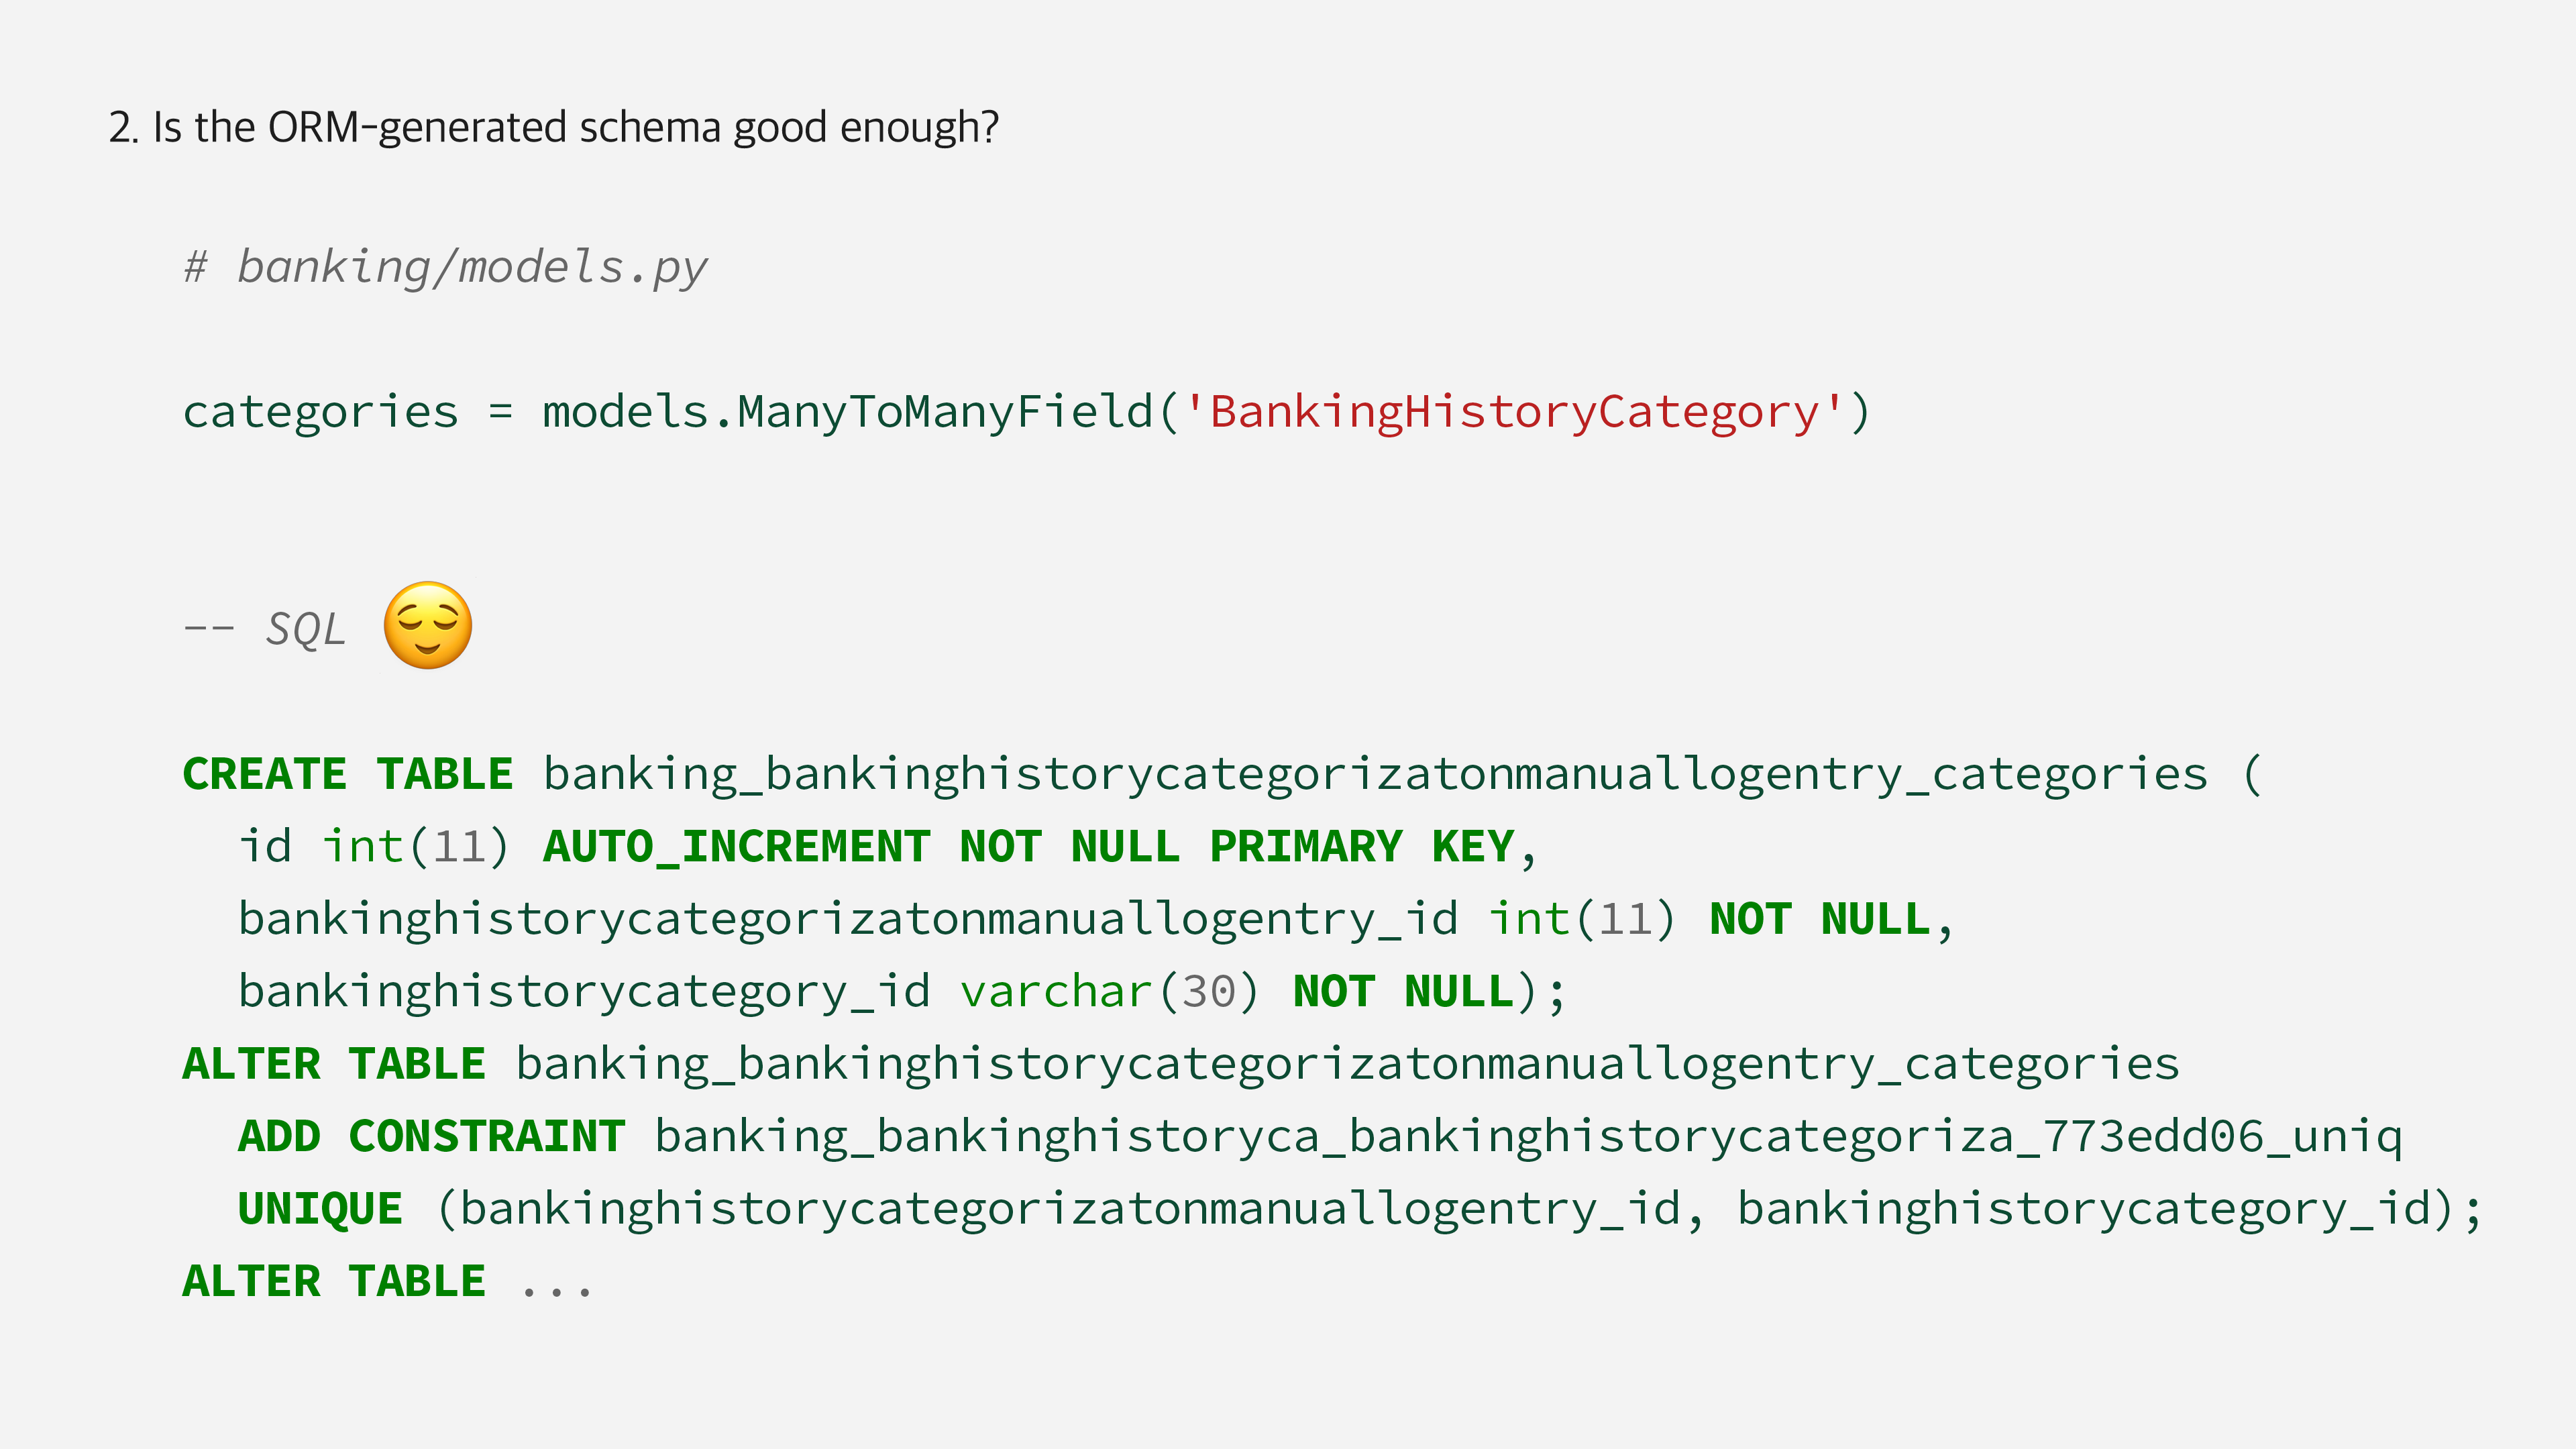 2. Is the ORM-generated schema good enough?
# banking/models.py
categories = models.ManyToManyField('BankingHistoryCategory')
-- SQL 😌
CREATE TABLE banking_bankinghistorycategorizatonmanuallogentry_categories (
  id int(11) AUTO_INCREMENT NOT NULL PRIMARY KEY,
  bankinghistorycategorizatonmanuallogentry_id int(11) NOT NULL,
  bankinghistorycategory_id varchar(30) NOT NULL);
ALTER TABLE banking_bankinghistorycategorizatonmanuallogentry_categories
  ADD CONSTRAINT banking_bankinghistoryca_bankinghistorycategoriza_773edd06_uniq
  UNIQUE (bankinghistorycategorizatonmanuallogentry_id, bankinghistorycategory_id);
ALTER TABLE ...